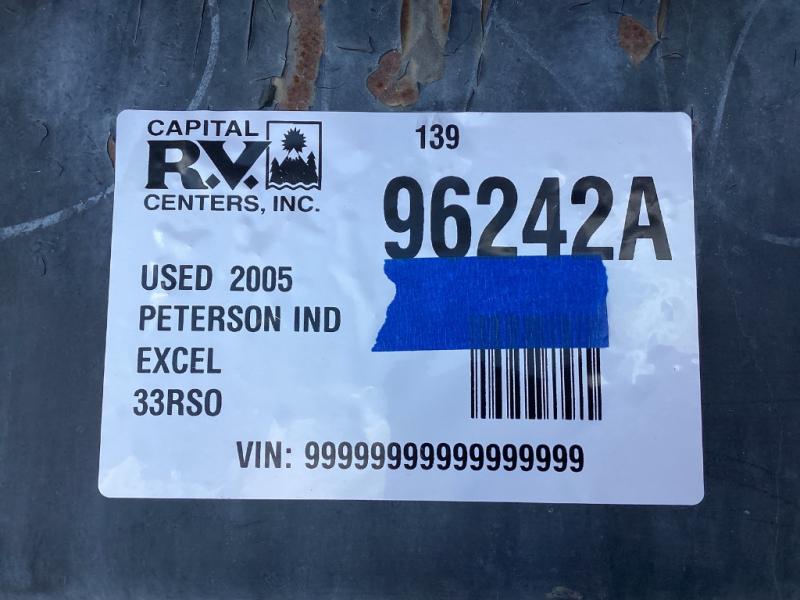 CAPITAL
R.V.
CENTERS, INC.
139
96242A
USED 2005
PETERSON IND
EXCEL
33RSO
VIN: 99999999999999999